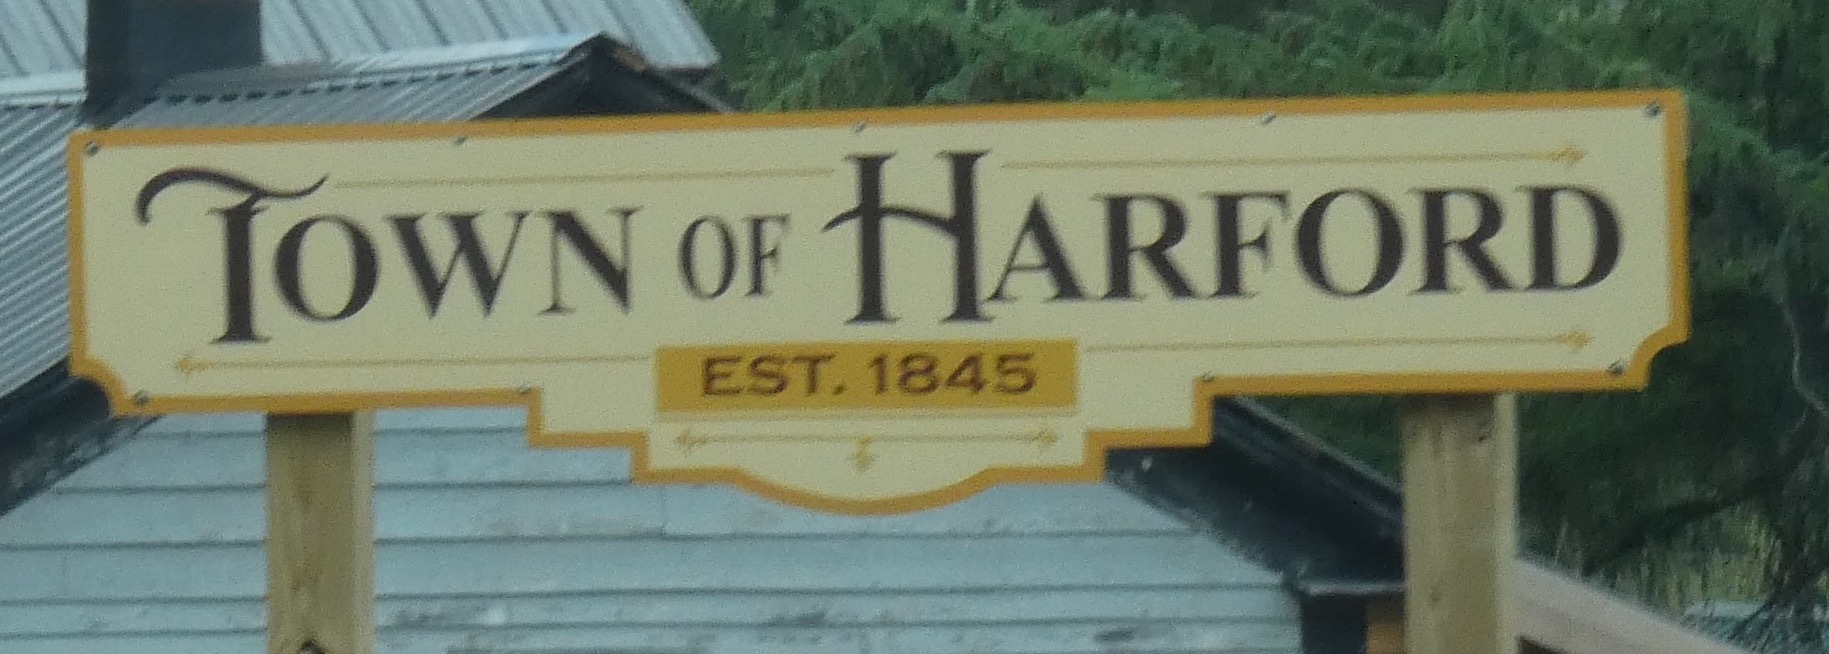 TOWN OF HARFORD
EST. 1845